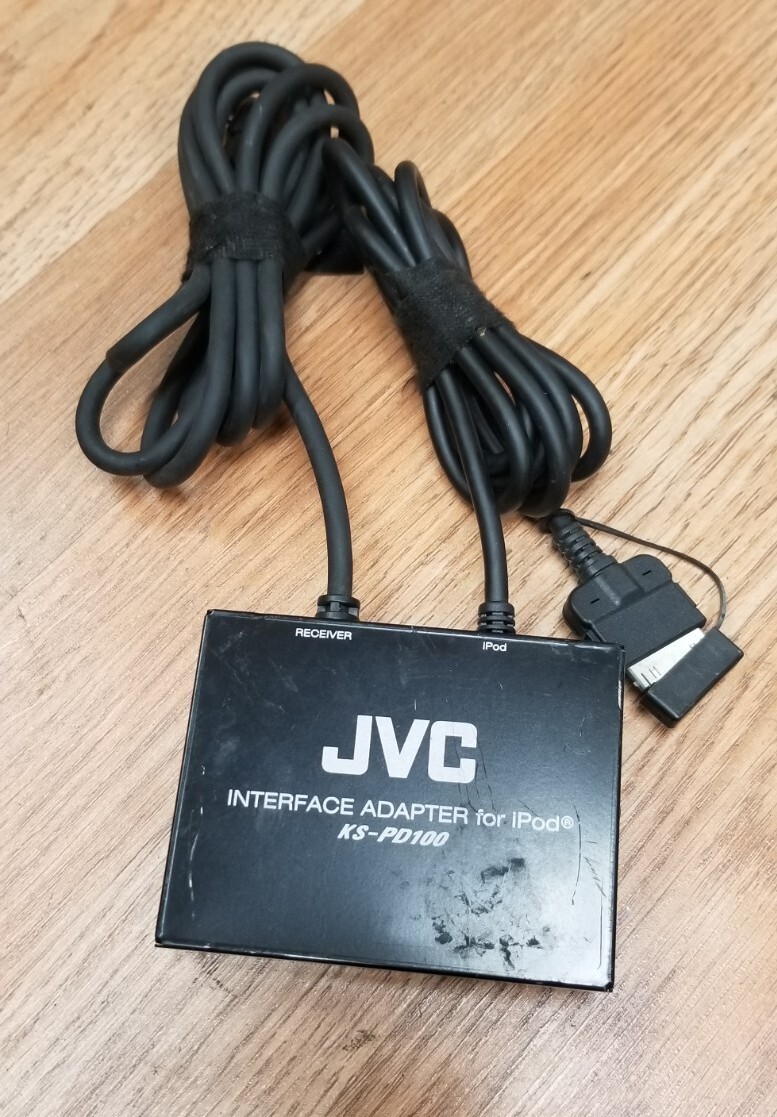 RECEIVER
iPod
JVC
INTERFACE ADAPTER for iPod®
KS-PD100